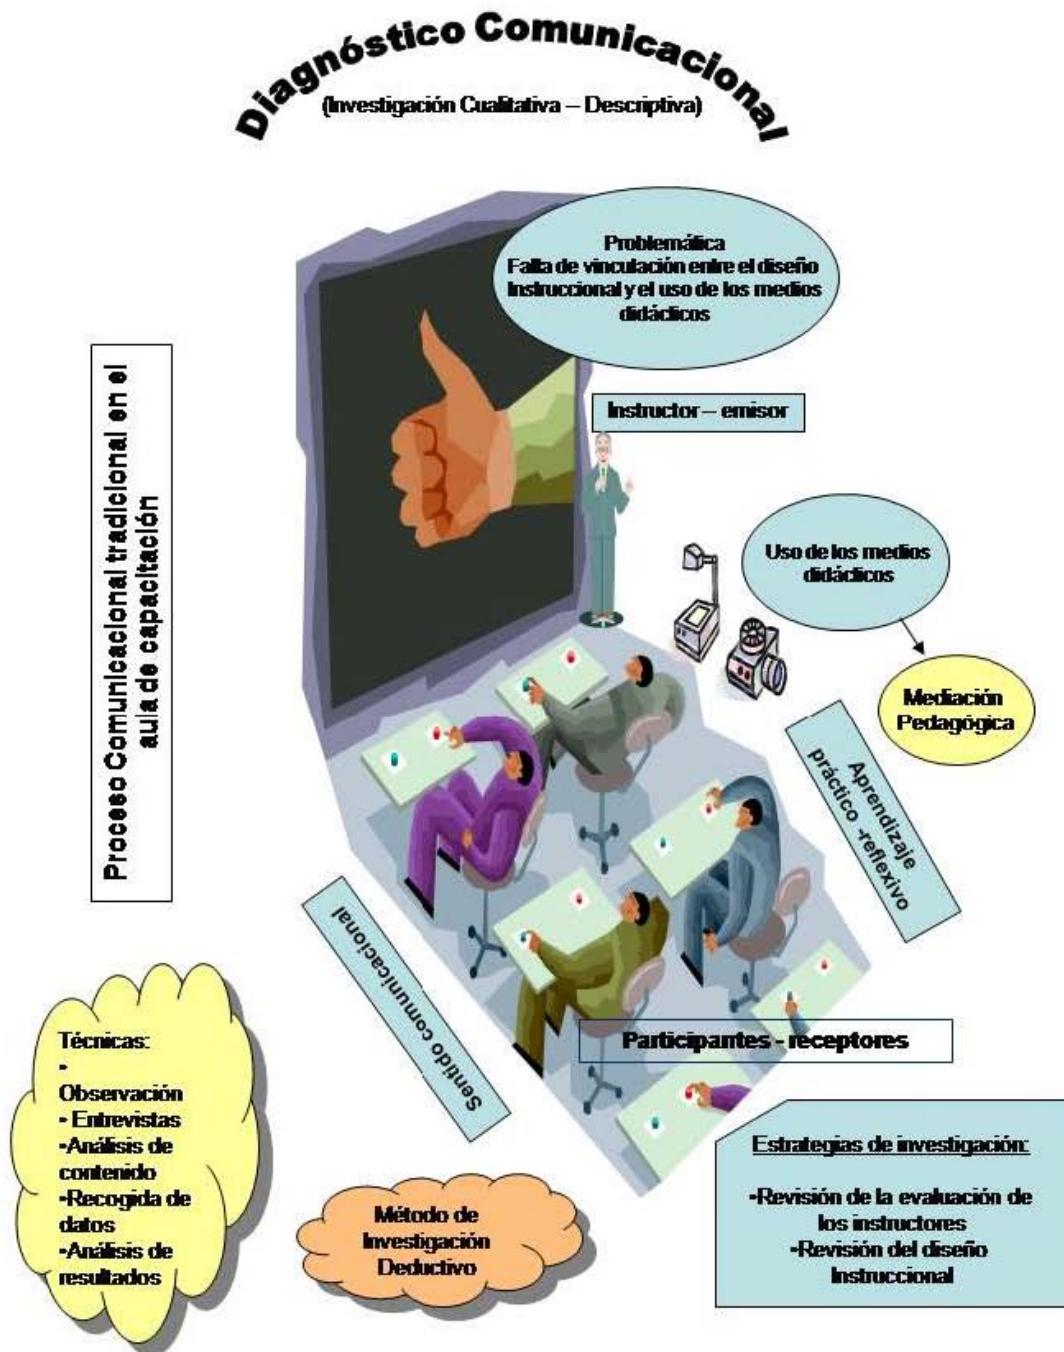 Diagnóstico Comunicacional
(Investigación Cualitativa – Descriptiva)
Problemática
Falta de vinculación entre el diseño
Instruccional y el uso de los medios
didácticos
Instructor – emisor
Proceso Comunicacional tradicional en el
aula de capacitación
Uso de los medios
didácticos
Mediación
Pedagógica
Aprendizaje
práctico -reflexivo
Sentido comunicacional
Participantes - receptores
Técnicas:
-
Observación
- Entrevistas
-Análisis de
contenido
-Recogida de
datos
-Análisis de
resultados
Método de
Investigación
Deductivo
Estrategias de investigación:
-Revisión de la evaluación de
los instructores
-Revisión del diseño
Instruccional